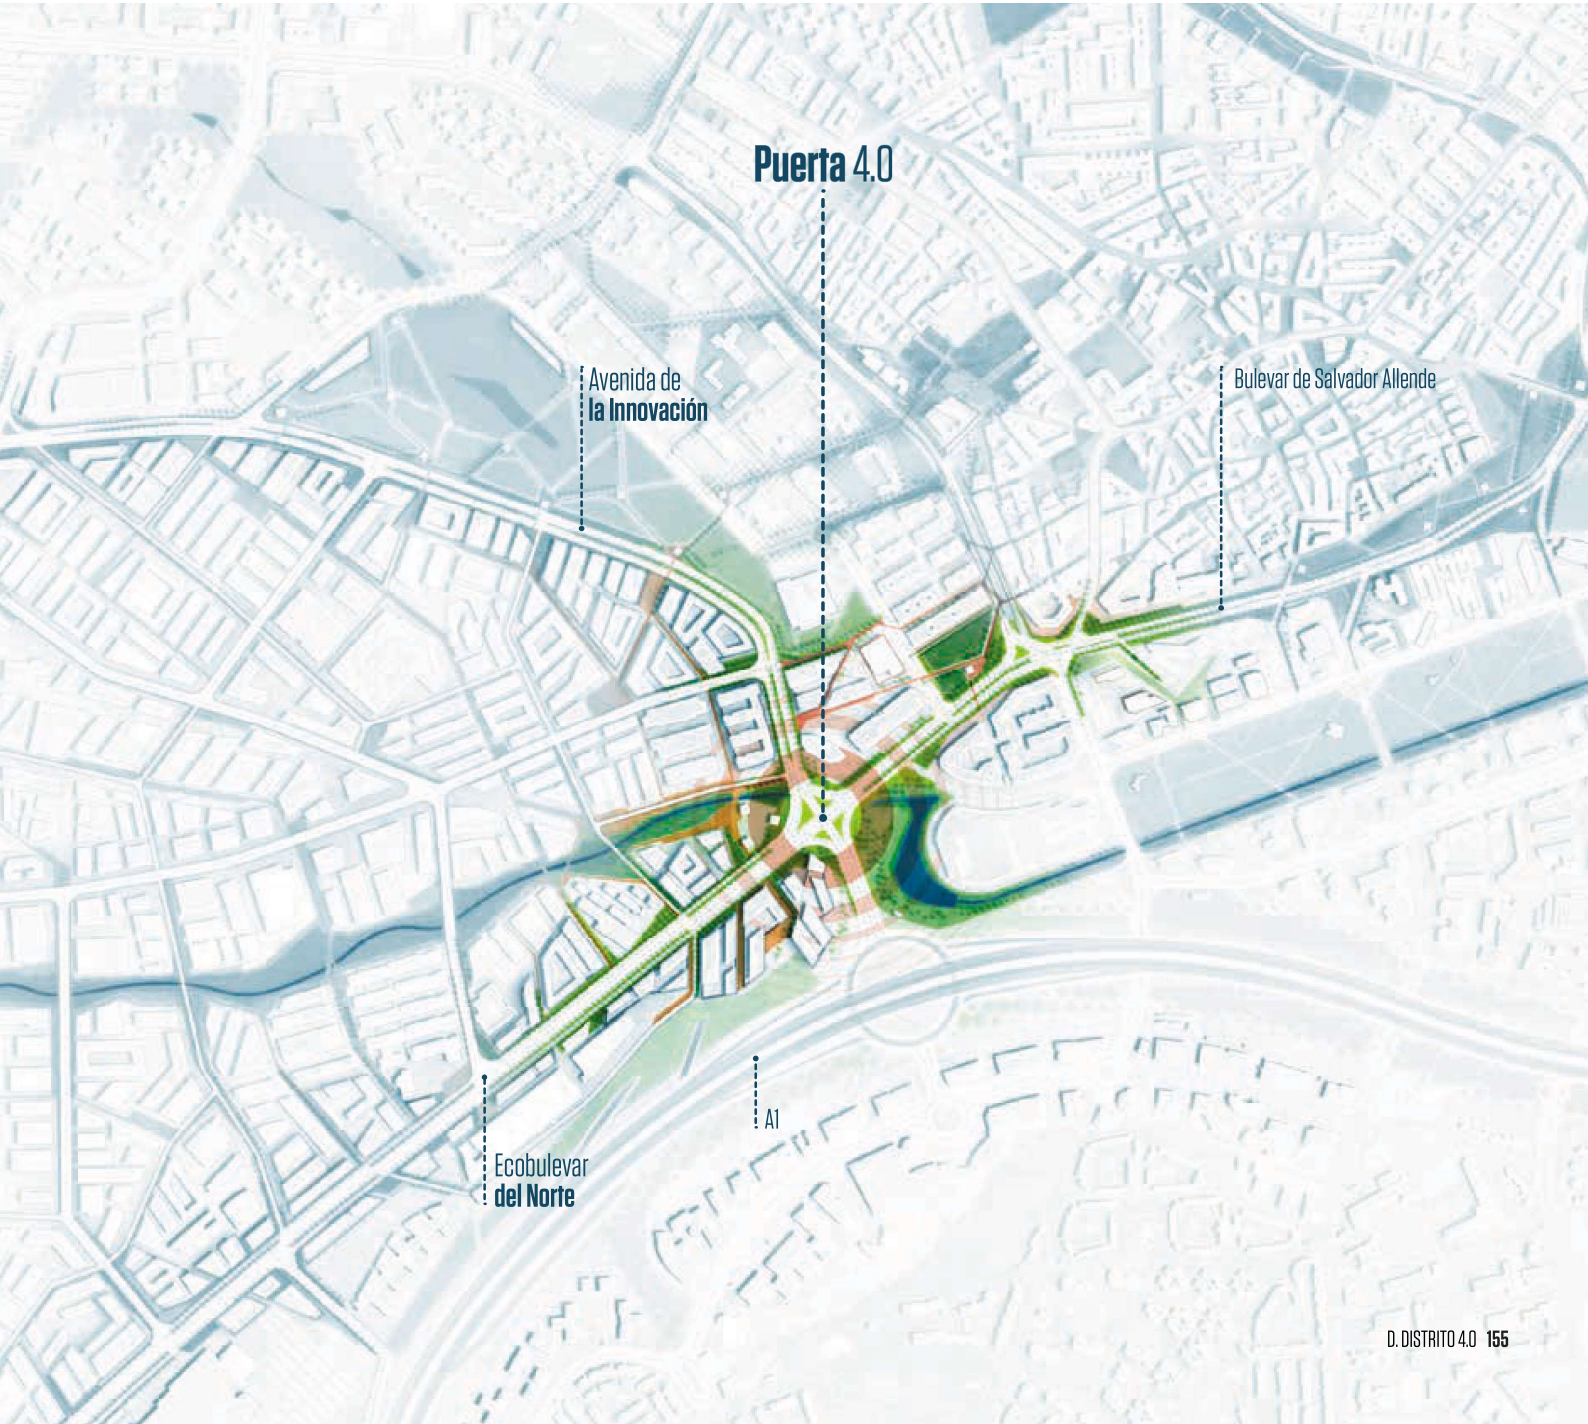 Puerta 4.0
Avenida de
la Innovación
Bulevar de Salvador Allende
A1
Ecobulevar
del Norte
D. DISTRITO 4.0 155